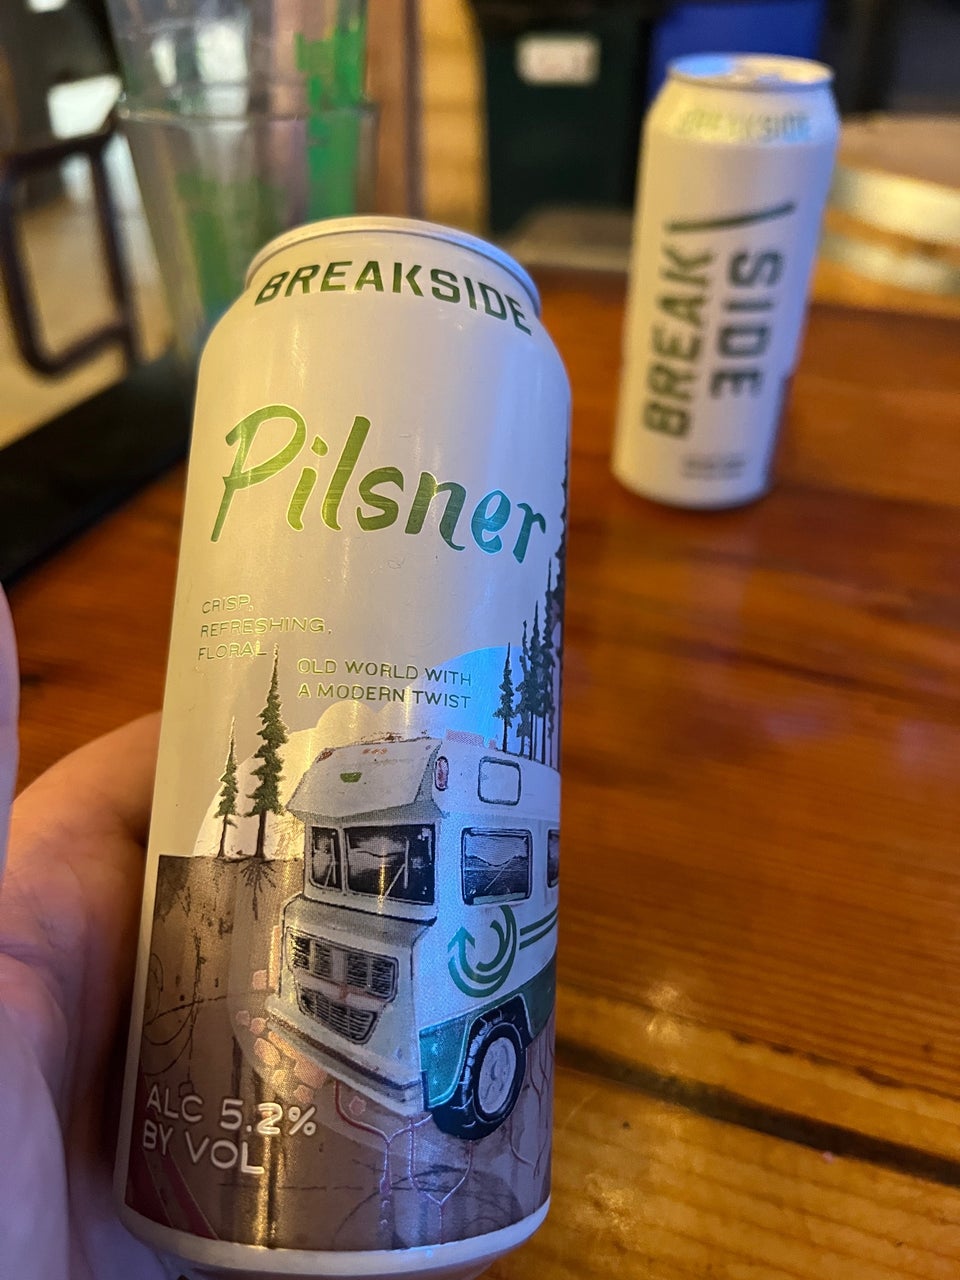 BREAKSIDE
Pilsner
CRISP,
REFRESHING,
FLORAL
OLD WORLD WITH
A MODERN TWIST
ALC 5.2%
BY VOL
BREAKSIDE
BREAK
SIDE